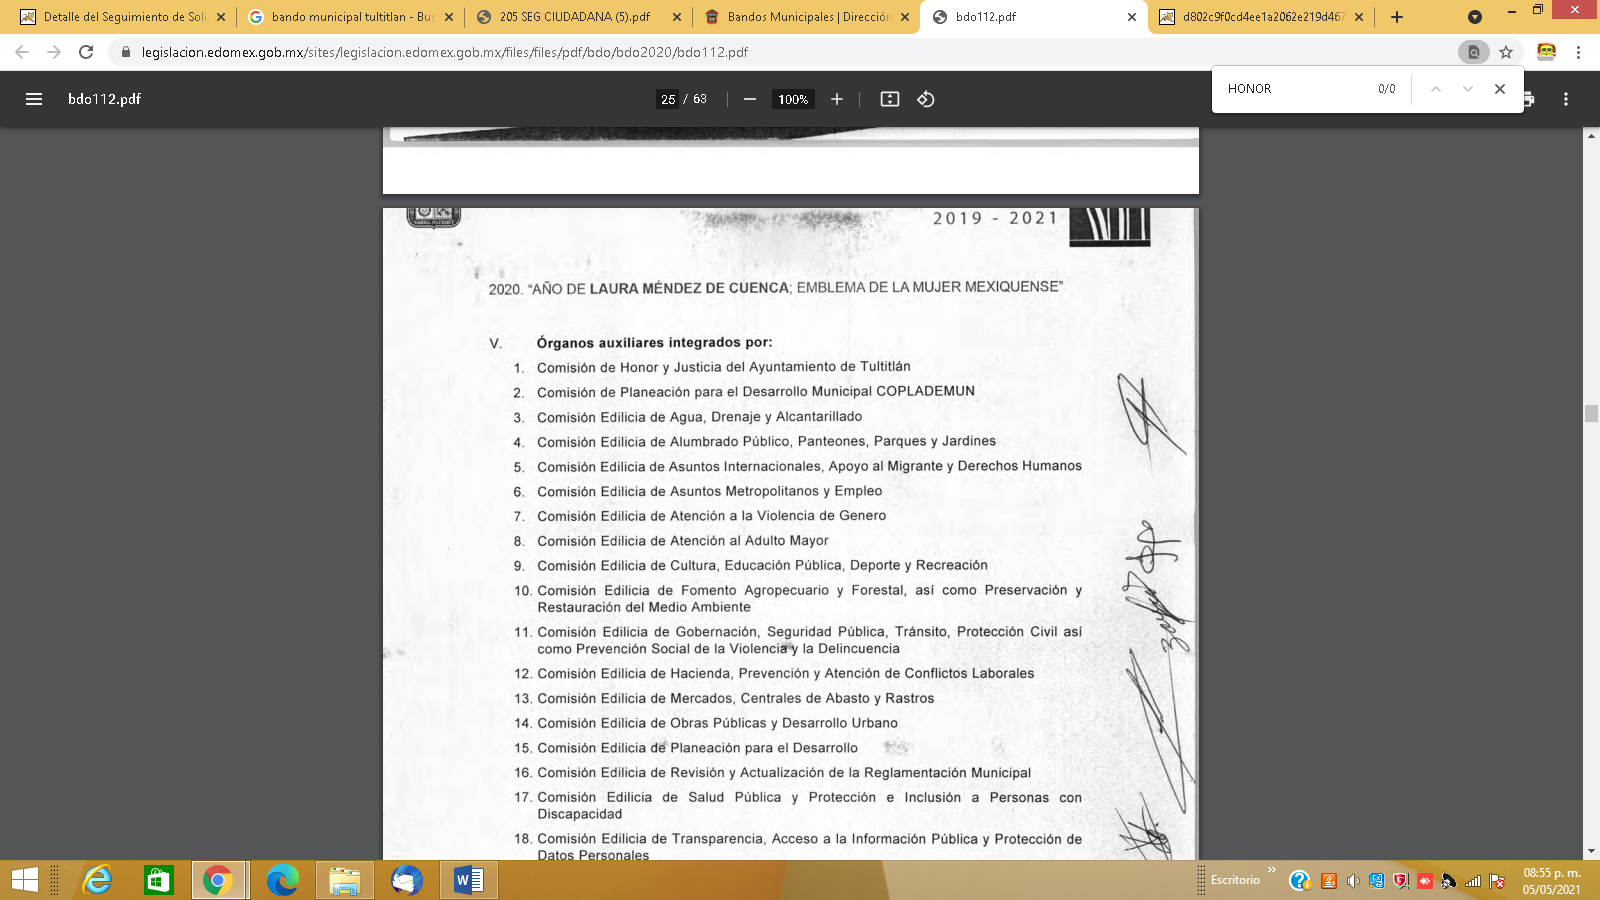 Detalle del Seguimiento de Soli
bando municipal tultitlan - Bus
205 SEG CIUDADANA (5).pdf
Bandos Municipales | Dirección
bdo112.pdf
d802c9f0cd4ee1a2062e219d467
legislacion.edomex.gob.mx/sites/legislacion.edomex.gob.mx/files/files/pdf/bdo/bdo2020/bdo112.pdf
HONOR 0/0
bdo112.pdf
25 / 63
100%
2019 - 2021
2020. “AÑO DE LAURA MÉNDEZ DE CUENCA; EMBLEMA DE LA MUJER MEXIQUENSE”
V. Órganos auxiliares integrados por:
1. Comisión de Honor y Justicia del Ayuntamiento de Tultitlán
2. Comisión de Planeación para el Desarrollo Municipal COPLADEMUN
3. Comisión Edilicia de Agua, Drenaje y Alcantarillado
4. Comisión Edilicia de Alumbrado Público, Panteones, Parques y Jardines
5. Comisión Edilicia de Asuntos Internacionales, Apoyo al Migrante y Derechos Humanos
6. Comisión Edilicia de Asuntos Metropolitanos y Empleo
7. Comisión Edilicia de Atención a la Violencia de Genero
8. Comisión Edilicia de Atención al Adulto Mayor
9. Comisión Edilicia de Cultura, Educación Pública, Deporte y Recreación
10. Comisión Edilicia de Fomento Agropecuario y Forestal, así como Preservación y
Restauración del Medio Ambiente
11. Comisión Edilicia de Gobernación, Seguridad Pública, Tránsito, Protección Civil así
como Prevención Social de la Violencia y la Delincuencia
12. Comisión Edilicia de Hacienda, Prevención y Atención de Conflictos Laborales
13. Comisión Edilicia de Mercados, Centrales de Abasto y Rastros
14. Comisión Edilicia de Obras Públicas y Desarrollo Urbano
15. Comisión Edilicia de Planeación para el Desarrollo
16. Comisión Edilicia de Revisión y Actualización de la Reglamentación Municipal
17. Comisión Edilicia de Salud Pública y Protección e Inclusión a Personas con
Discapacidad
18. Comisión Edilicia de Transparencia, Acceso a la Información Pública y Protección de
Datos Personales
Escritorio
08:55 p. m.
05/05/2021